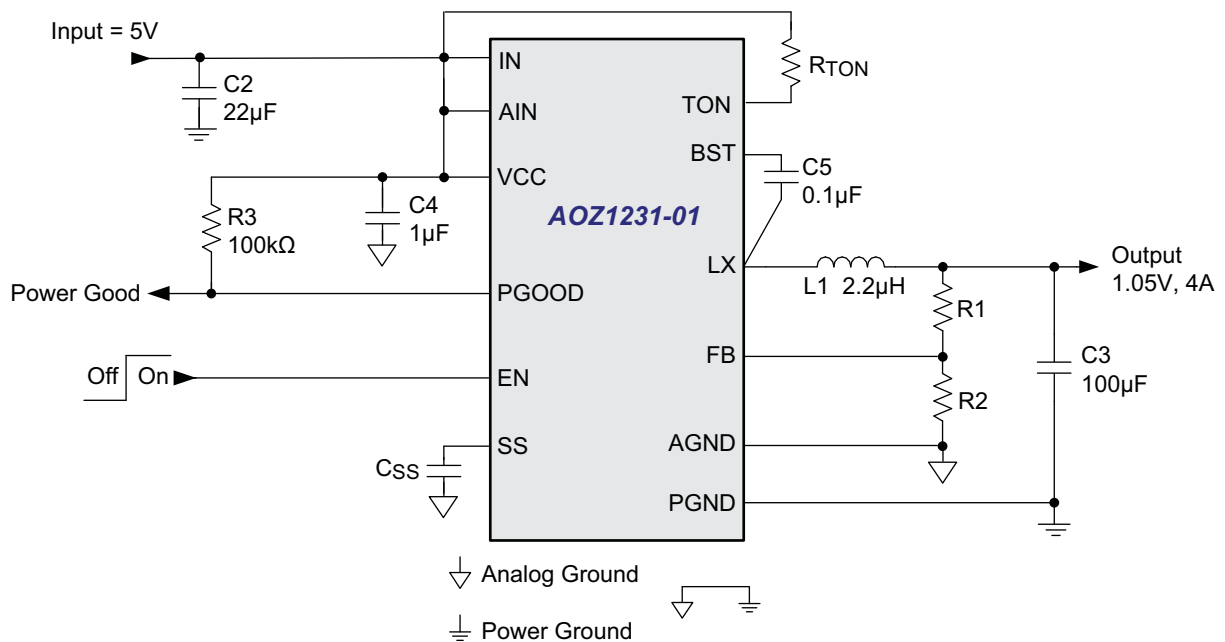 Input = 5V
C2
22µF
IN
AIN
VCC
R3
100kΩ
C4
1µF
Power Good
PGOOD
Off
On
EN
SS
CSS
AOZ1231-01
RTON
TON
BST
C5
0.1µF
LX
L1 2.2µH
Output
1.05V, 4A
R1
FB
R2
C3
100µF
AGND
PGND
Analog Ground
Power Ground